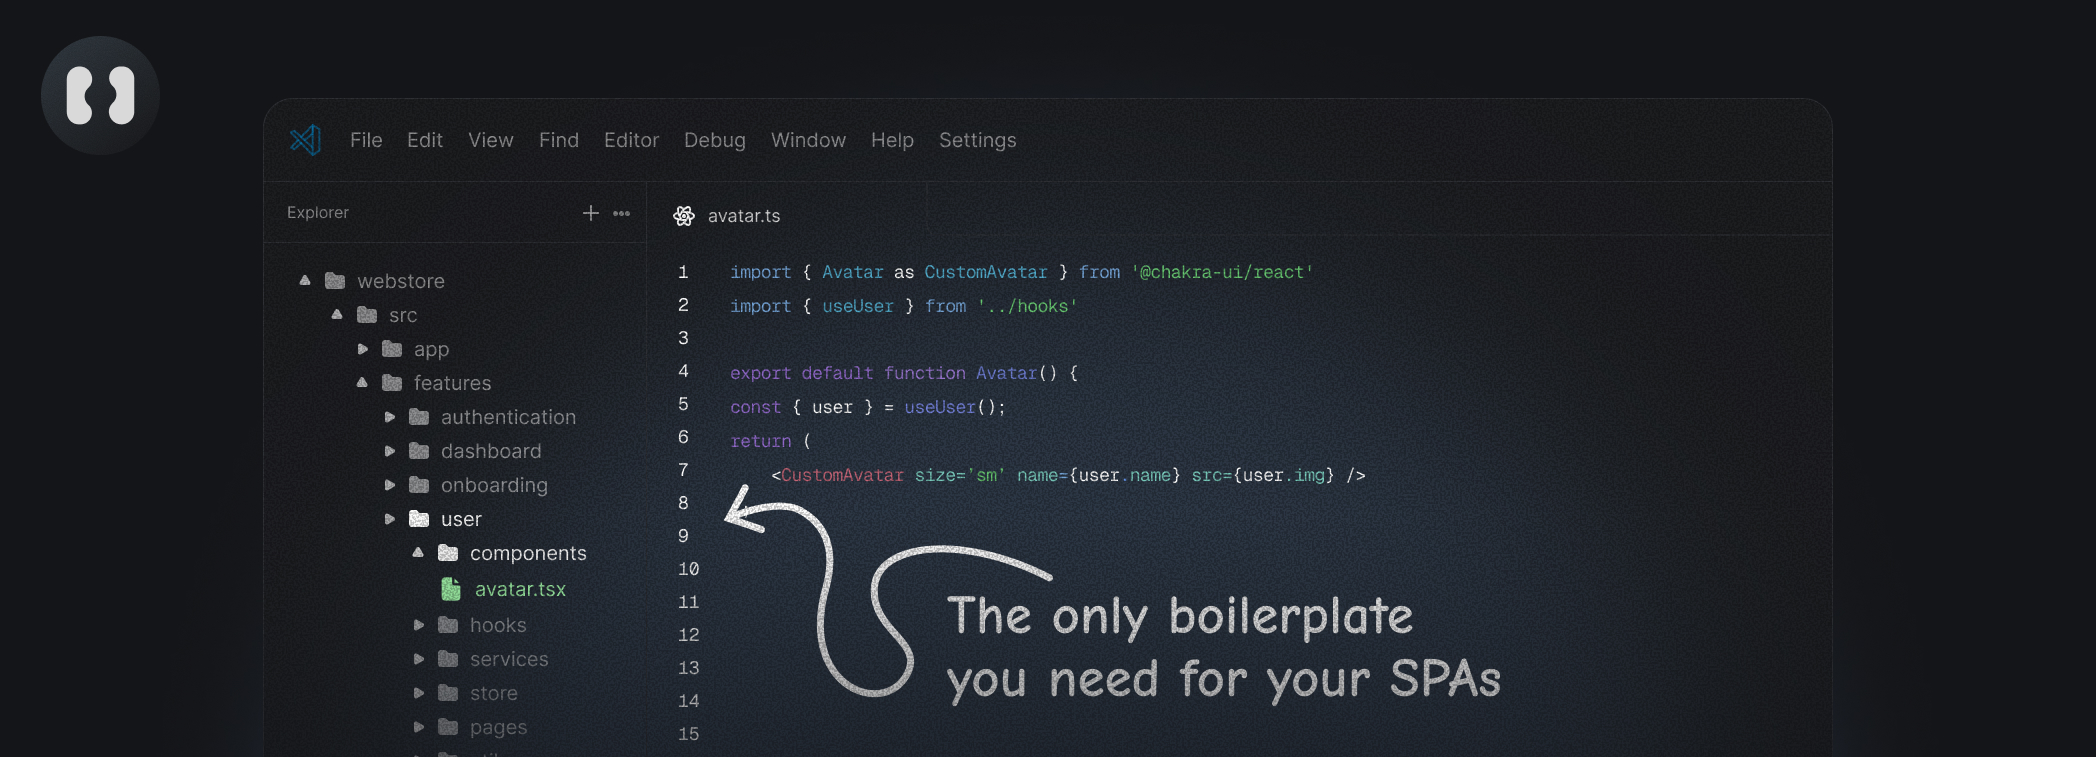 File Edit View Find Editor Debug Window Help Settings
Explorer
webstore
src
app
features
authentication
dashboard
onboarding
user
components
avatar.tsx
hooks
services
store
pages
avatar.ts
1 import { Avatar as CustomAvatar } from '@chakra-ui/react'
2 import { useUser } from '../hooks'
3
4 export default function Avatar() {
5 const { user } = useUser();
6 return (
7 <CustomAvatar size='sm' name={user.name} src={user.img} />
8
9
10
11
12
13
14
15
The only boilerplate
you need for your SPAs